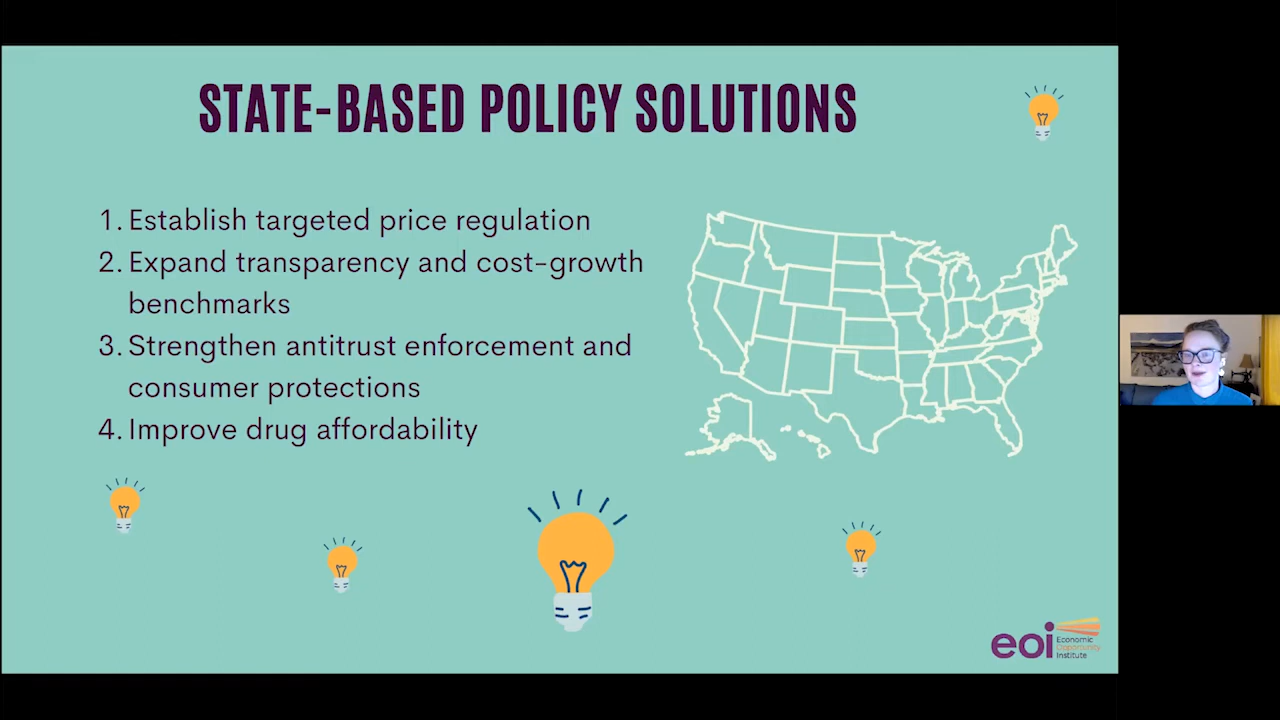 STATE-BASED POLICY SOLUTIONS
1. Establish targeted price regulation
2. Expand transparency and cost-growth
benchmarks
3. Strengthen antitrust enforcement and
consumer protections
4. Improve drug affordability
eoi
Economic
Opportunity
Institute